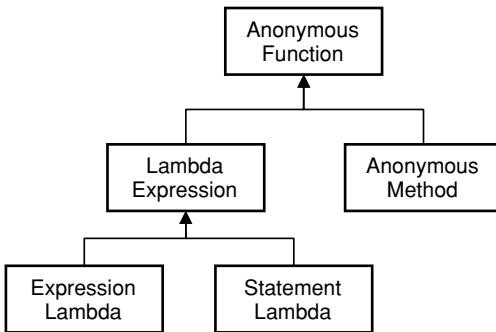 Anonymous
Function
Lambda
Expression
Anonymous
Method
Expression
Lambda
Statement
Lambda